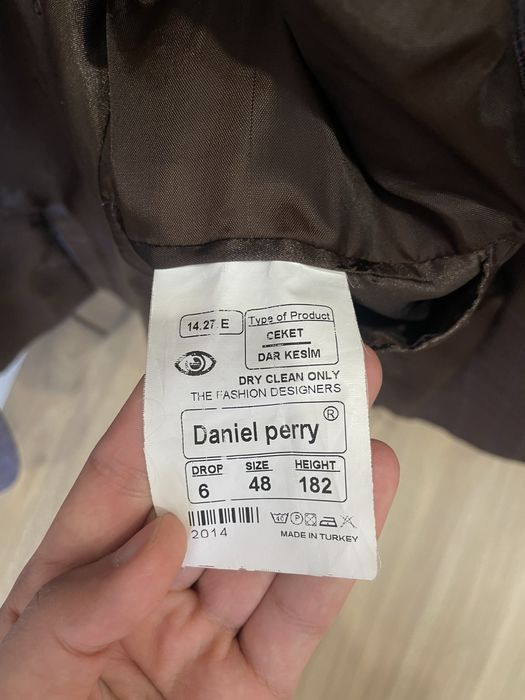 14.27.E
Type of Product
CEKET
DAR KESİM
DRY CLEAN ONLY
THE FASHION DESIGNERS
Daniel perry ®
DROP SIZE HEIGHT
6 48 182
2014
MADE IN TURKEY